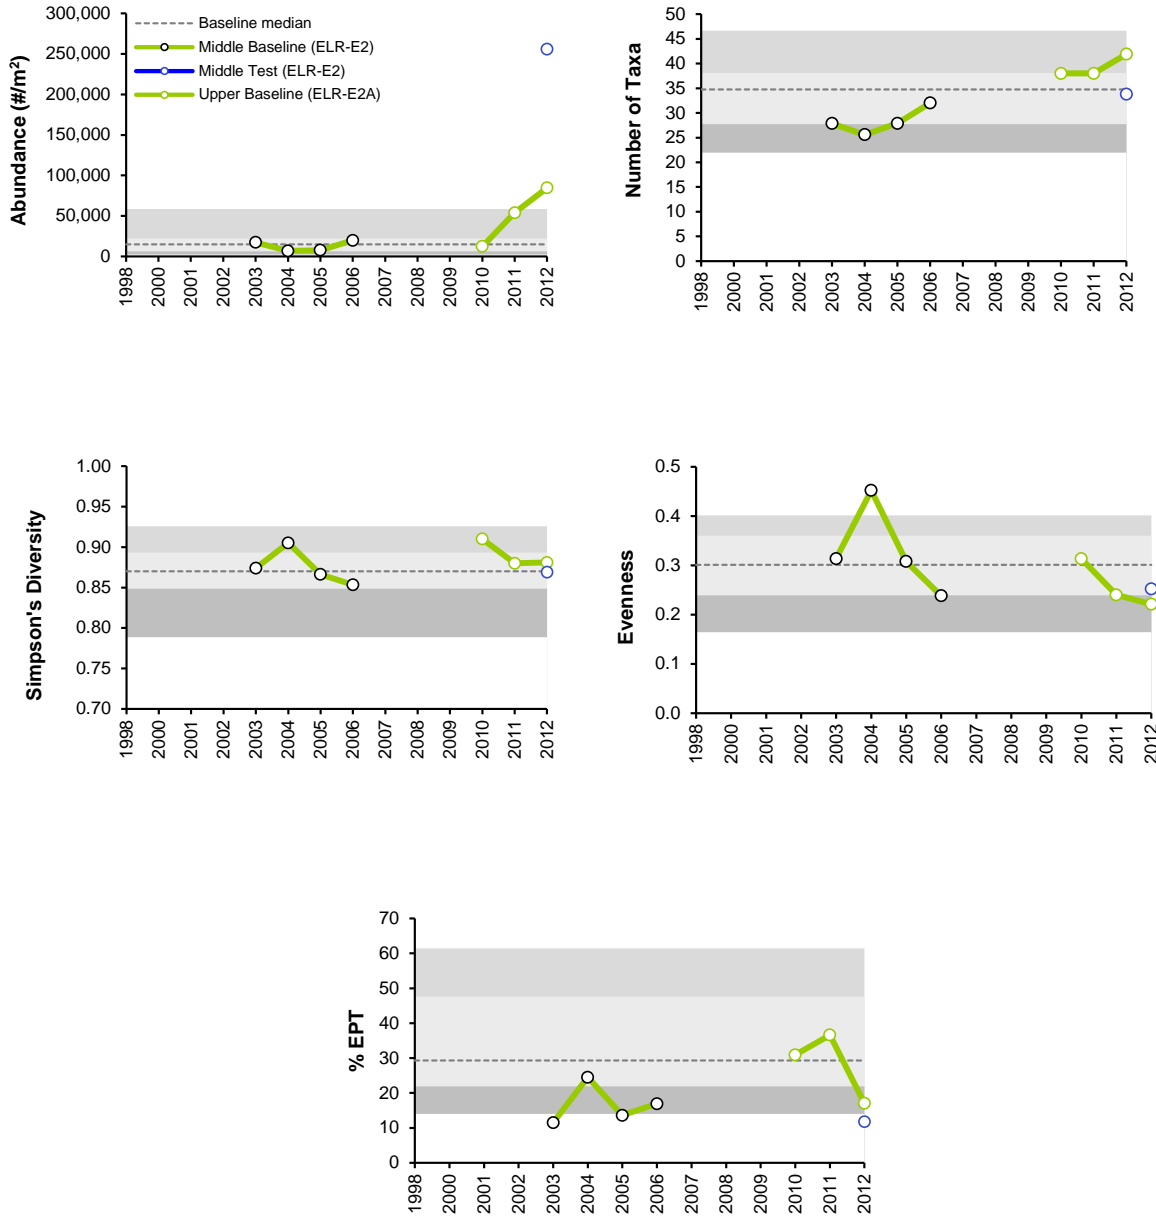 300,000
250,000
200,000
150,000
100,000
50,000
0
Abundance (#/m²)
Baseline median
Middle Baseline (ELR-E2)
Middle Test (ELR-E2)
Upper Baseline (ELR-E2A)
1998 2000 2001 2002 2003 2004 2005 2006 2007 2008 2009 2010 2011 2012
50
45
40
35
30
25
20
15
10
5
0
Number of Taxa
1998 2000 2001 2002 2003 2004 2005 2006 2007 2008 2009 2010 2011 2012
1.00
0.95
0.90
0.85
0.80
0.75
0.70
Simpson's Diversity
1998 2000 2001 2002 2003 2004 2005 2006 2007 2008 2009 2010 2011 2012
0.5
0.4
0.3
0.2
0.1
0.0
Evenness
1998 2000 2001 2002 2003 2004 2005 2006 2007 2008 2009 2010 2011 2012
70
60
50
40
30
20
10
0
% EPT
1998 2000 2001 2002 2003 2004 2005 2006 2007 2008 2009 2010 2011 2012